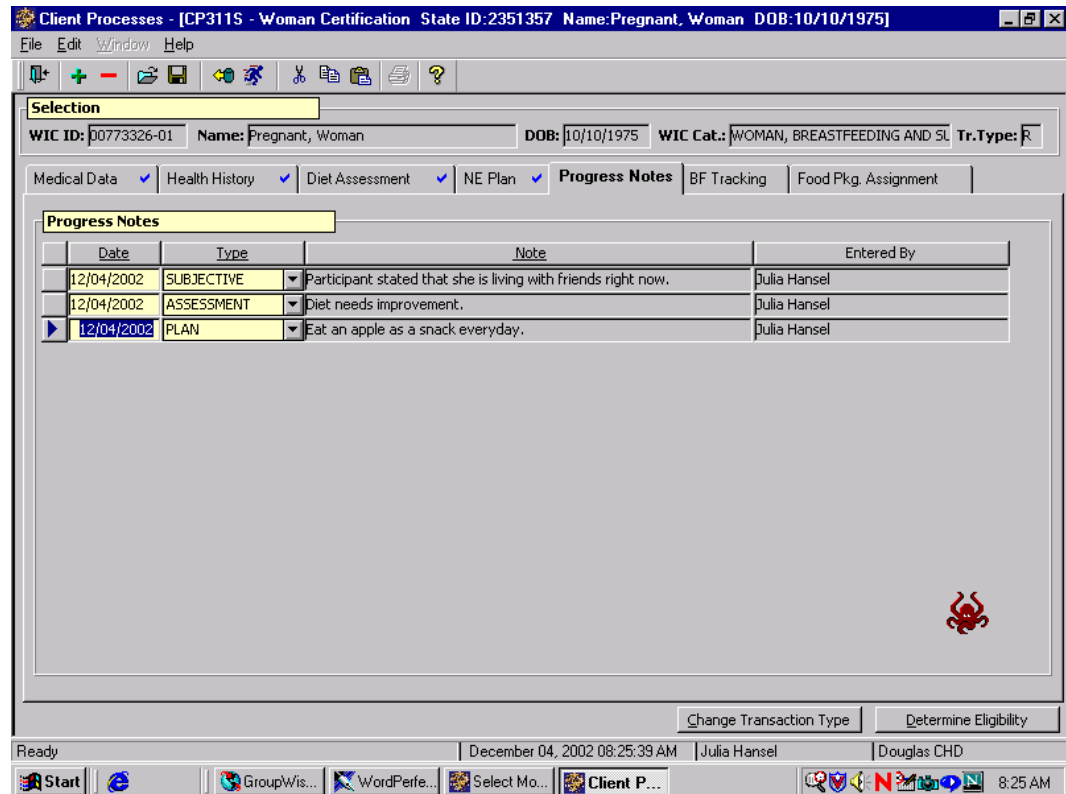 Client Processes - [CP311S - Woman Certification State ID:2351357 Name:Pregnant, Woman DOB:10/10/1975]
File Edit Window Help
Selection
WIC ID: 00773326-01 Name: Pregnant, Woman DOB: 10/10/1975 WIC Cat.: WOMAN, BREASTFEEDING AND SU Tr.Type: R
Medical Data Health History Diet Assessment NE Plan Progress Notes BF Tracking Food Pkg. Assignment
Progress Notes
Date Type Note Entered By
12/04/2002 SUBJECTIVE Participant stated that she is living with friends right now. Julia Hansel
12/04/2002 ASSESSMENT Diet needs improvement. Julia Hansel
12/04/2002 PLAN Eat an apple as a snack everyday. Julia Hansel
Change Transaction Type Determine Eligibility
Ready December 04, 2002 08:25:39 AM Julia Hansel Douglas CHD
Start GroupWis... WordPerfe... Select Mo... Client P... 8:25 AM